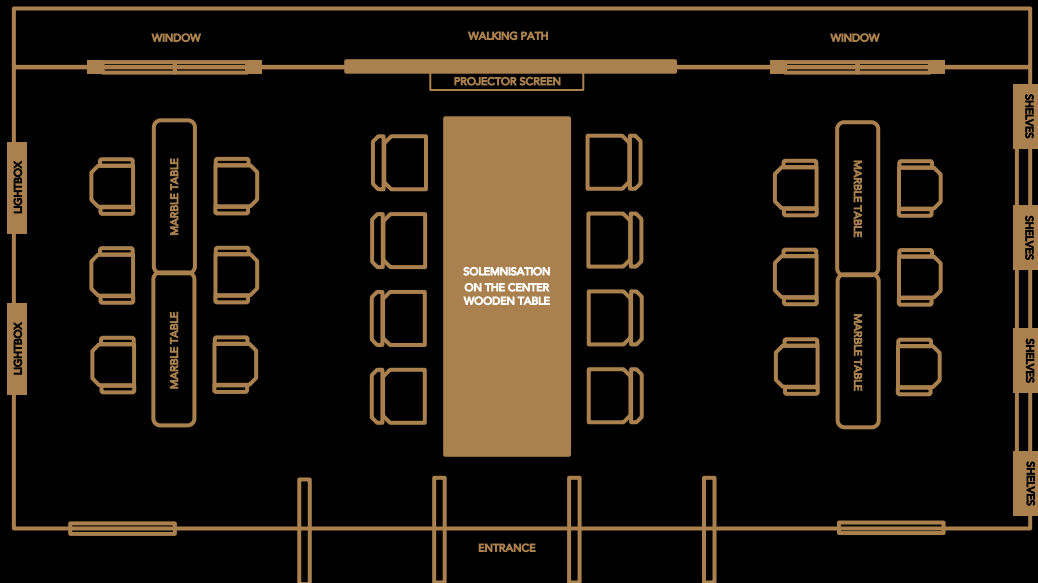 WINDOW
WALKING PATH
WINDOW
PROJECTOR SCREEN
SHELVES
LIGHTBOX
MARBLE TABLE
MARBLE TABLE
SHELVES
SOLEMNISATION
ON THE CENTER
WOODEN TABLE
LIGHTBOX
MARBLE TABLE
MARBLE TABLE
SHELVES
SHELVES
ENTRANCE